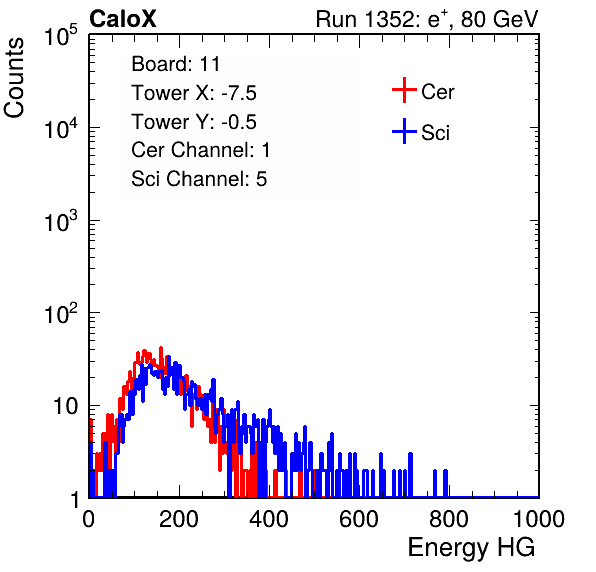 CaloX Run 1352: e⁺, 80 GeV
Counts
10⁵
10⁴
10³
10²
10
1
Board: 11
Tower X: -7.5
Tower Y: -0.5
Cer Channel: 1
Sci Channel: 5
Cer
Sci
0 200 400 600 800 1000
Energy HG